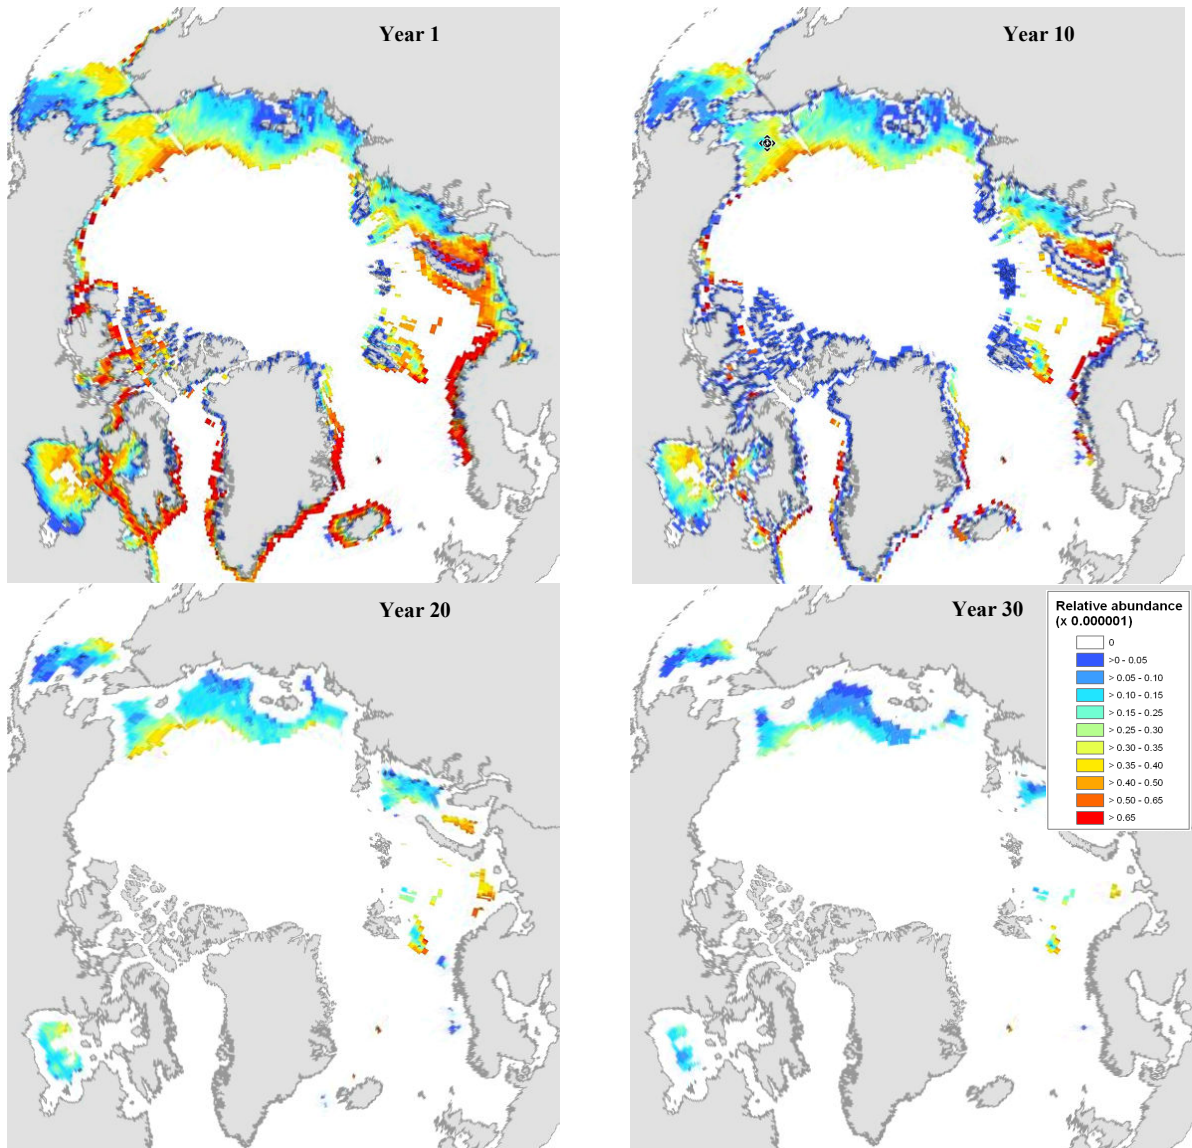 Year 1
Year 10
Year 20
Year 30
Relative abundance
(x 0.000001)
0
>0 - 0.05
> 0.05 - 0.10
> 0.10 - 0.15
> 0.15 - 0.25
> 0.25 - 0.30
> 0.30 - 0.35
> 0.35 - 0.40
> 0.40 - 0.50
> 0.50 - 0.65
> 0.65